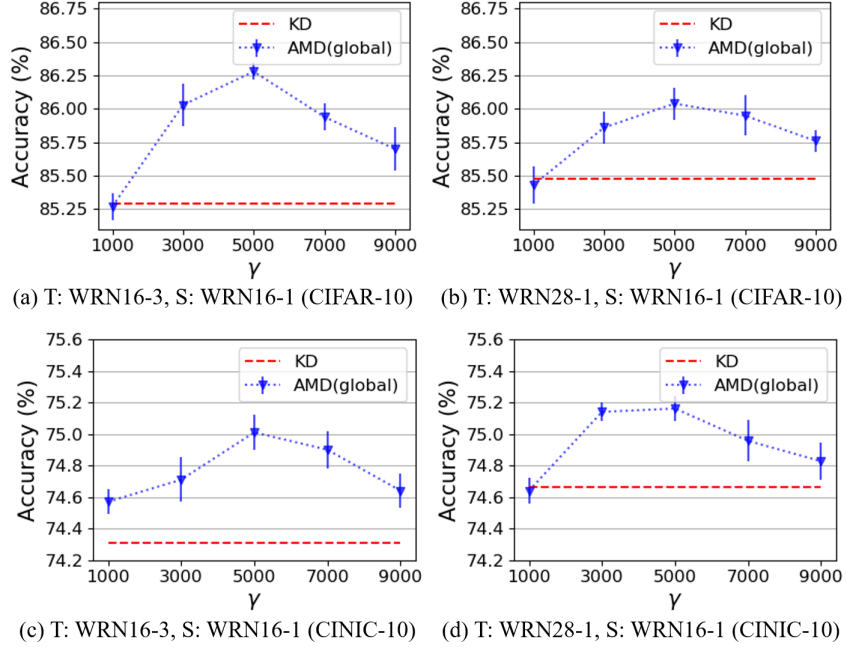 86.75
86.50
86.25
86.00
85.75
85.50
85.25
Accuracy (%)
KD
AMD(global)
1000 3000 5000 7000 9000
γ
(a) T: WRN16-3, S: WRN16-1 (CIFAR-10)
86.75
86.50
86.25
86.00
85.75
85.50
85.25
Accuracy (%)
KD
AMD(global)
1000 3000 5000 7000 9000
γ
(b) T: WRN28-1, S: WRN16-1 (CIFAR-10)
75.6
75.4
75.2
75.0
74.8
74.6
74.4
74.2
Accuracy (%)
KD
AMD(global)
1000 3000 5000 7000 9000
γ
(c) T: WRN16-3, S: WRN16-1 (CINIC-10)
75.6
75.4
75.2
75.0
74.8
74.6
74.4
74.2
Accuracy (%)
KD
AMD(global)
1000 3000 5000 7000 9000
γ
(d) T: WRN28-1, S: WRN16-1 (CINIC-10)